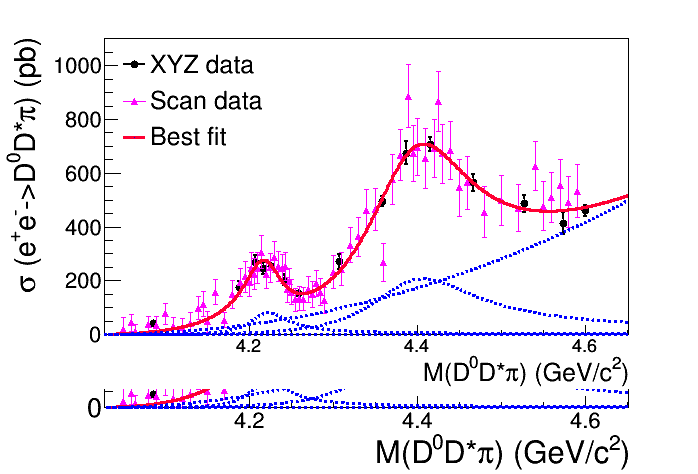 σ (e⁺e⁻->D⁰D*π) (pb)
1000
800
600
400
200
0
XYZ data
Scan data
Best fit
4.2 4.4 4.6
M(D⁰D*π) (GeV/c²)
0
4.2 4.4 4.6
M(D⁰D*π) (GeV/c²)